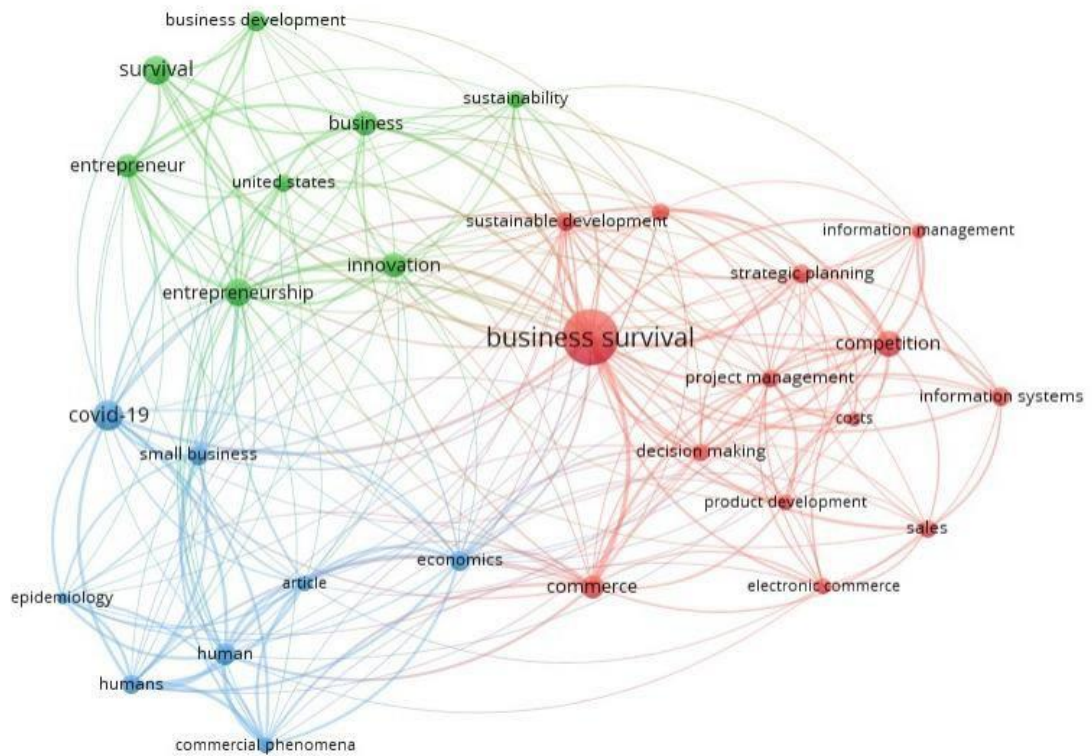 business development
survival
sustainability
business
entrepreneur
united states
sustainable development
information management
innovation
strategic planning
entrepreneurship
business survival
competition
project management
information systems
covid-19
costs
small business
decision making
product development
sales
economics
article
commerce
electronic commerce
epidemiology
human
humans
commercial phenomena